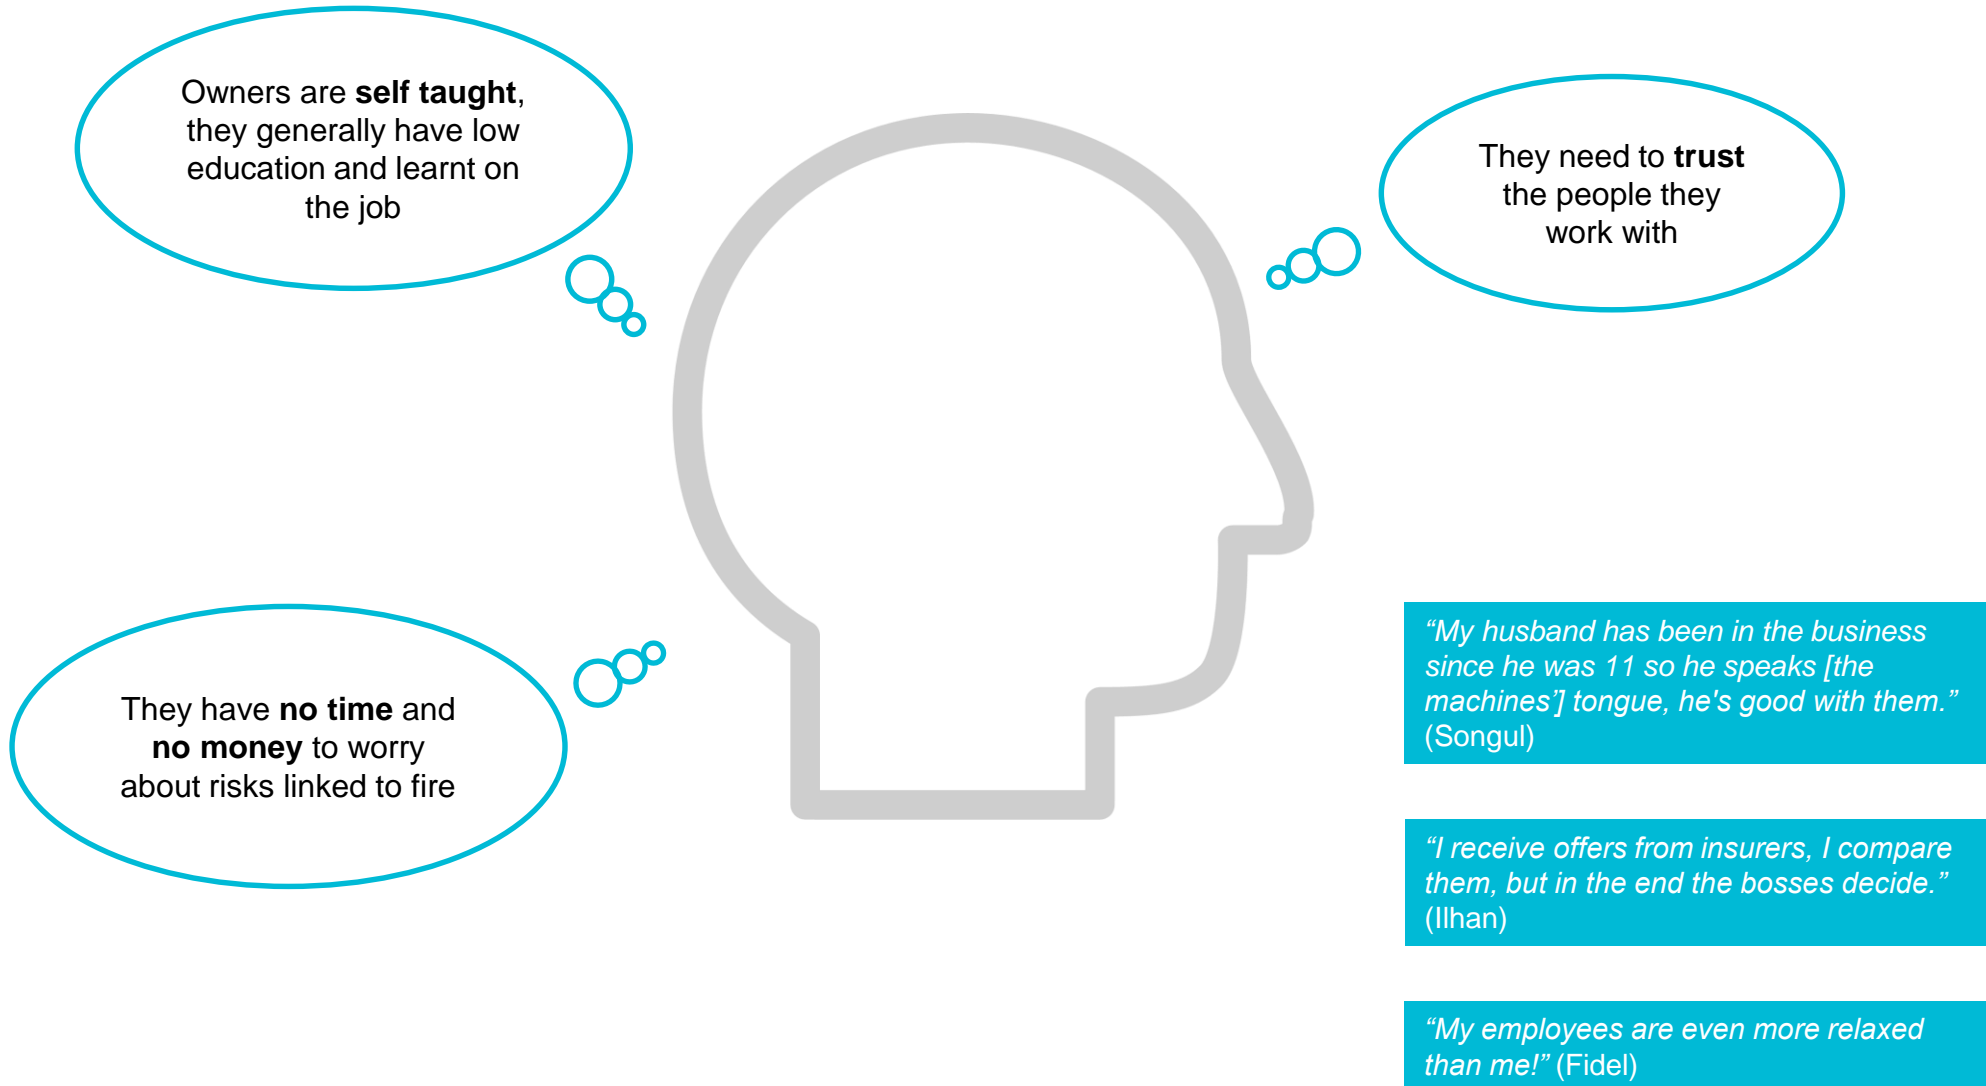 Owners are self taught,
they generally have low
education and learnt on
the job
They need to trust
the people they
work with
They have no time and
no money to worry
about risks linked to fire
“My husband has been in the business
since he was 11 so he speaks [the
machines’] tongue, he's good with them.”
(Songul)
“I receive offers from insurers, I compare
them, but in the end the bosses decide.”
(Ilhan)
“My employees are even more relaxed
than me!” (Fidel)